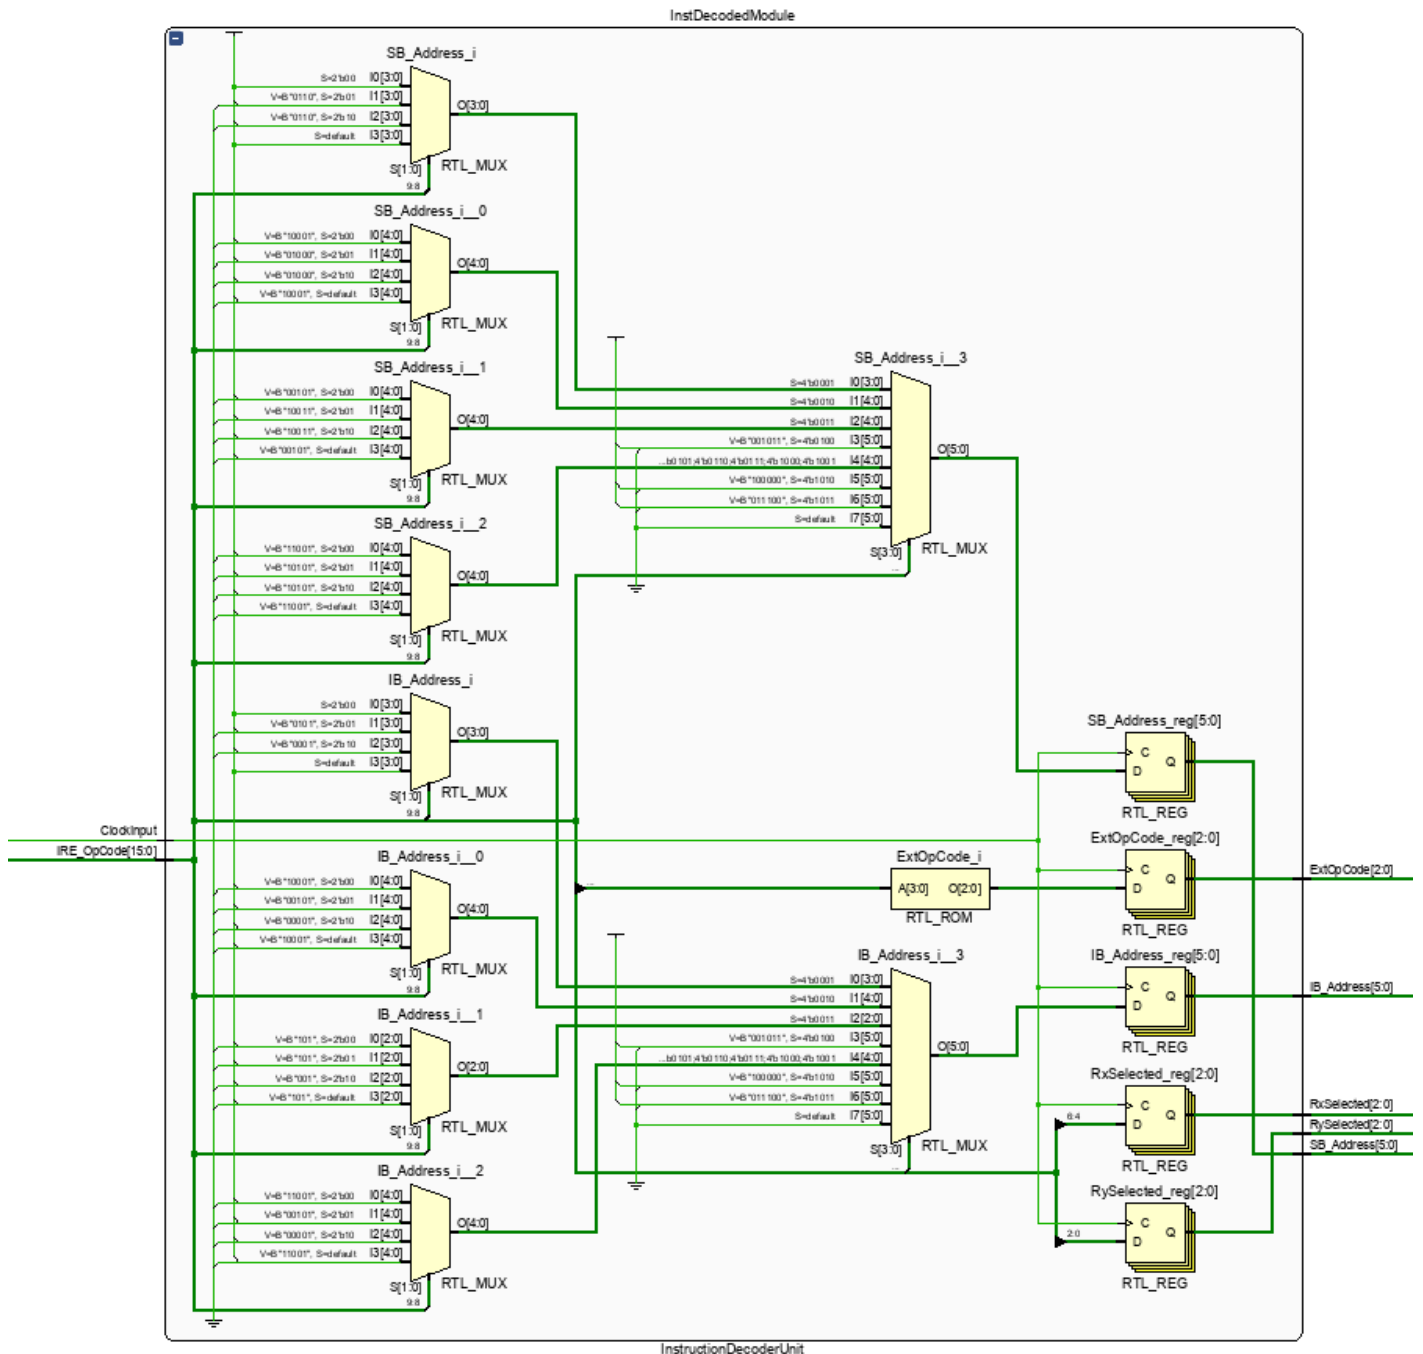 InstDecodedModule
SB_Address_i
S=2'b00 I0[3:0]
V=B"0110", S=2'b01 I1[3:0]
V=B"0110", S=2'b10 I2[3:0]
S=default I3[3:0]
O[3:0]
S[1:0] RTL_MUX
9:8
SB_Address_i__0
V=B"10001", S=2'b00 I0[4:0]
V=B"01000", S=2'b01 I1[4:0]
V=B"01000", S=2'b10 I2[4:0]
V=B"10001", S=default I3[4:0]
O[4:0]
S[1:0] RTL_MUX
9:8
SB_Address_i__1
V=B"00101", S=2'b00 I0[4:0]
V=B"10011", S=2'b01 I1[4:0]
V=B"10011", S=2'b10 I2[4:0]
V=B"00101", S=default I3[4:0]
O[4:0]
S[1:0] RTL_MUX
9:8
SB_Address_i__2
V=B"11001", S=2'b00 I0[4:0]
V=B"10101", S=2'b01 I1[4:0]
V=B"10101", S=2'b10 I2[4:0]
V=B"11001", S=default I3[4:0]
O[4:0]
S[1:0] RTL_MUX
9:8
SB_Address_i__3
S=4'b0001 I0[3:0]
S=4'b0010 I1[4:0]
S=4'b0011 I2[4:0]
V=B"001011", S=4'b0100 I3[5:0]
...b0101;4'b0110;4'b0111;4'b1000;4'b1001 I4[4:0]
V=B"100000", S=4'b1010 I5[5:0]
V=B"011100", S=4'b1011 I6[5:0]
S=default I7[5:0]
O[5:0]
S[3:0] RTL_MUX
...
IB_Address_i
S=2'b00 I0[3:0]
V=B"0101", S=2'b01 I1[3:0]
V=B"0001", S=2'b10 I2[3:0]
S=default I3[3:0]
O[3:0]
S[1:0] RTL_MUX
9:8
ClockInput
IRE_OpCode[15:0]
IB_Address_i__0
V=B"10001", S=2'b00 I0[4:0]
V=B"00101", S=2'b01 I1[4:0]
V=B"00001", S=2'b10 I2[4:0]
V=B"10001", S=default I3[4:0]
O[4:0]
S[1:0] RTL_MUX
9:8
IB_Address_i__1
V=B"101", S=2'b00 I0[2:0]
V=B"101", S=2'b01 I1[2:0]
V=B"001", S=2'b10 I2[2:0]
V=B"101", S=default I3[2:0]
O[2:0]
S[1:0] RTL_MUX
9:8
IB_Address_i__2
V=B"11001", S=2'b00 I0[4:0]
V=B"00101", S=2'b01 I1[4:0]
V=B"00001", S=2'b10 I2[4:0]
V=B"11001", S=default I3[4:0]
O[4:0]
S[1:0] RTL_MUX
9:8
...
ExtOpCode_i
A[3:0] O[2:0]
RTL_ROM
IB_Address_i__3
S=4'b0001 I0[3:0]
S=4'b0010 I1[4:0]
S=4'b0011 I2[2:0]
V=B"001011", S=4'b0100 I3[5:0]
...b0101;4'b0110;4'b0111;4'b1000;4'b1001 I4[4:0]
V=B"100000", S=4'b1010 I5[5:0]
V=B"011100", S=4'b1011 I6[5:0]
S=default I7[5:0]
O[5:0]
S[3:0] RTL_MUX
...
SB_Address_reg[5:0]
C
Q
D
RTL_REG
ExtOpCode_reg[2:0]
C
Q
D
RTL_REG
IB_Address_reg[5:0]
C
Q
D
RTL_REG
RxSelected_reg[2:0]
6:4
C
Q
D
RTL_REG
RySelected_reg[2:0]
2:0
C
Q
D
RTL_REG
ExtOpCode[2:0]
IB_Address[5:0]
RxSelected[2:0]
RySelected[2:0]
SB_Address[5:0]
InstructionDecoderUnit